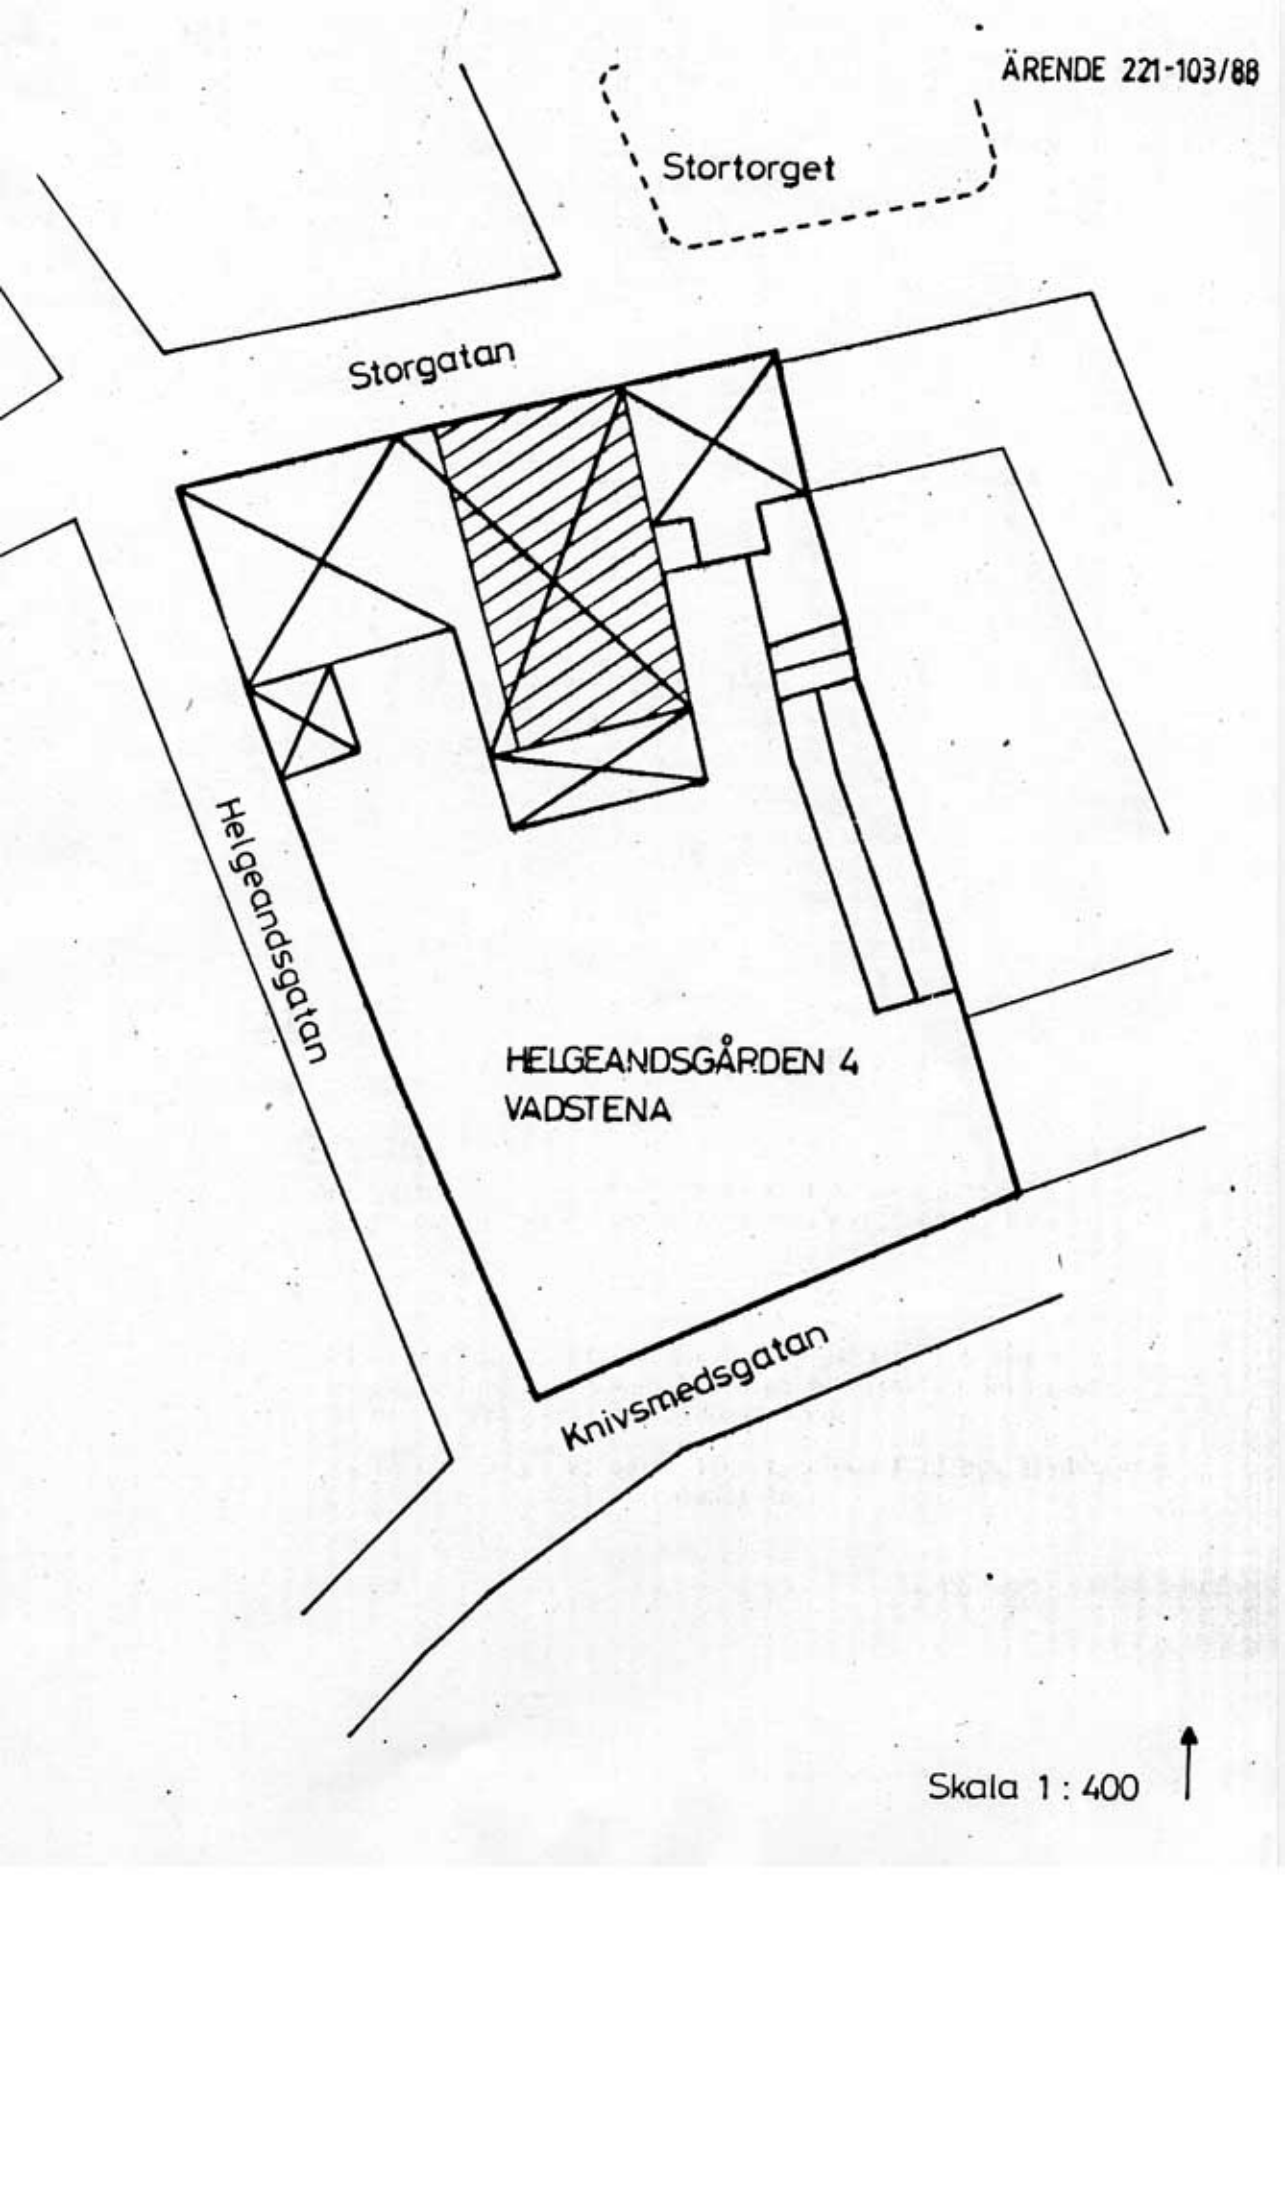 ÄRENDE 221-103/88
Stortorget
Storgatan
Helgeandsgatan
HELGEANDSGÅRDEN 4
VADSTENA
Knivsmedsgatan
Skala 1:400